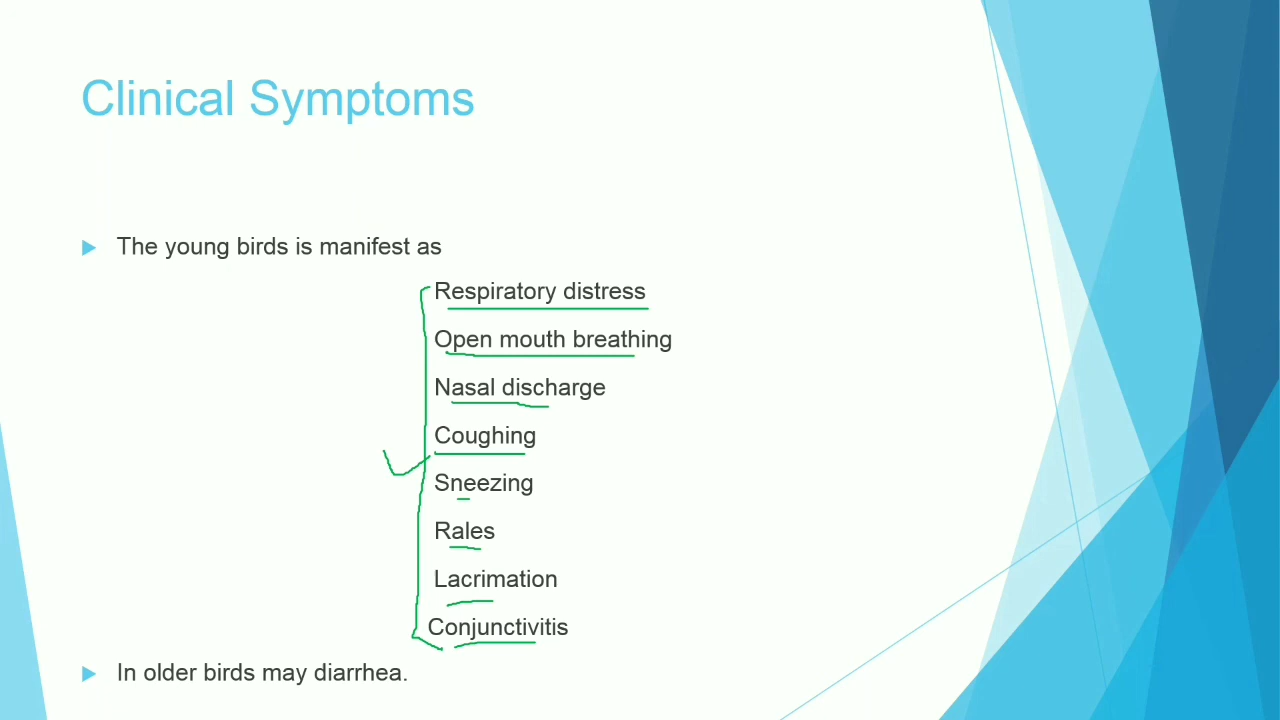 Clinical Symptoms
The young birds is manifest as
Respiratory distress
Open mouth breathing
Nasal discharge
Coughing
Sneezing
Rales
Lacrimation
Conjunctivitis
In older birds may diarrhea.